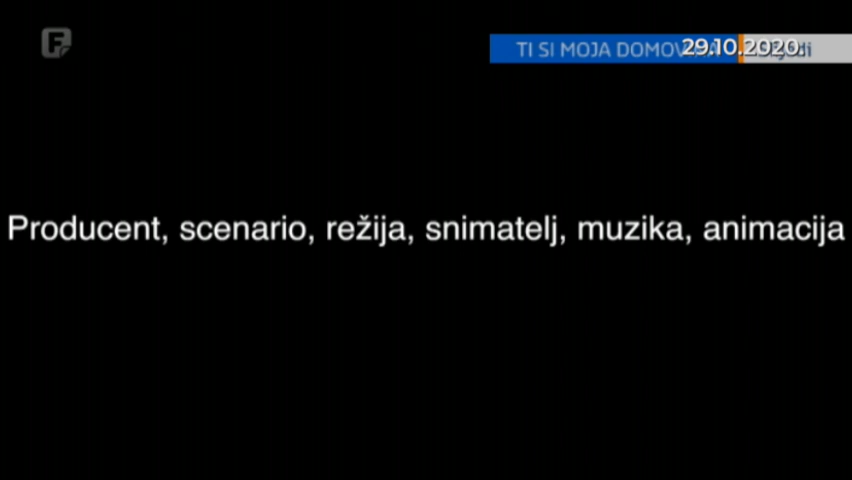 F
TI SI MOJA DOMOV
29.10.2020.
Producent, scenario, režija, snimatelj, muzika, animacija